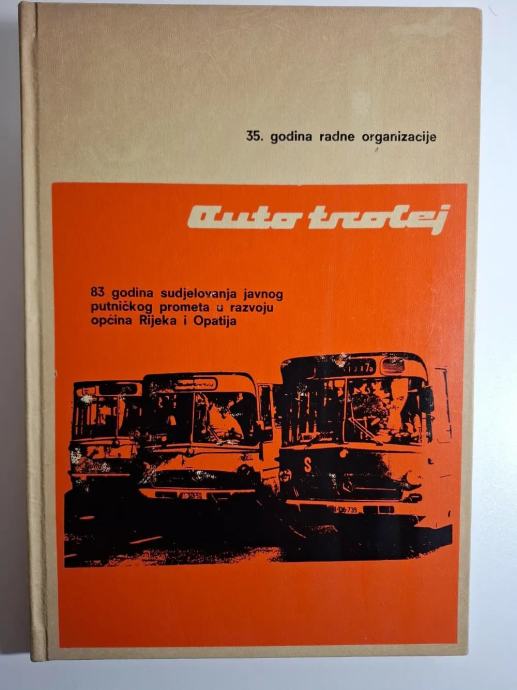 35. godina radne organizacije
auto trolej
83 godina sudjelovanja javnog
putničkog prometa u razvoju
općina Rijeka i Opatija
S